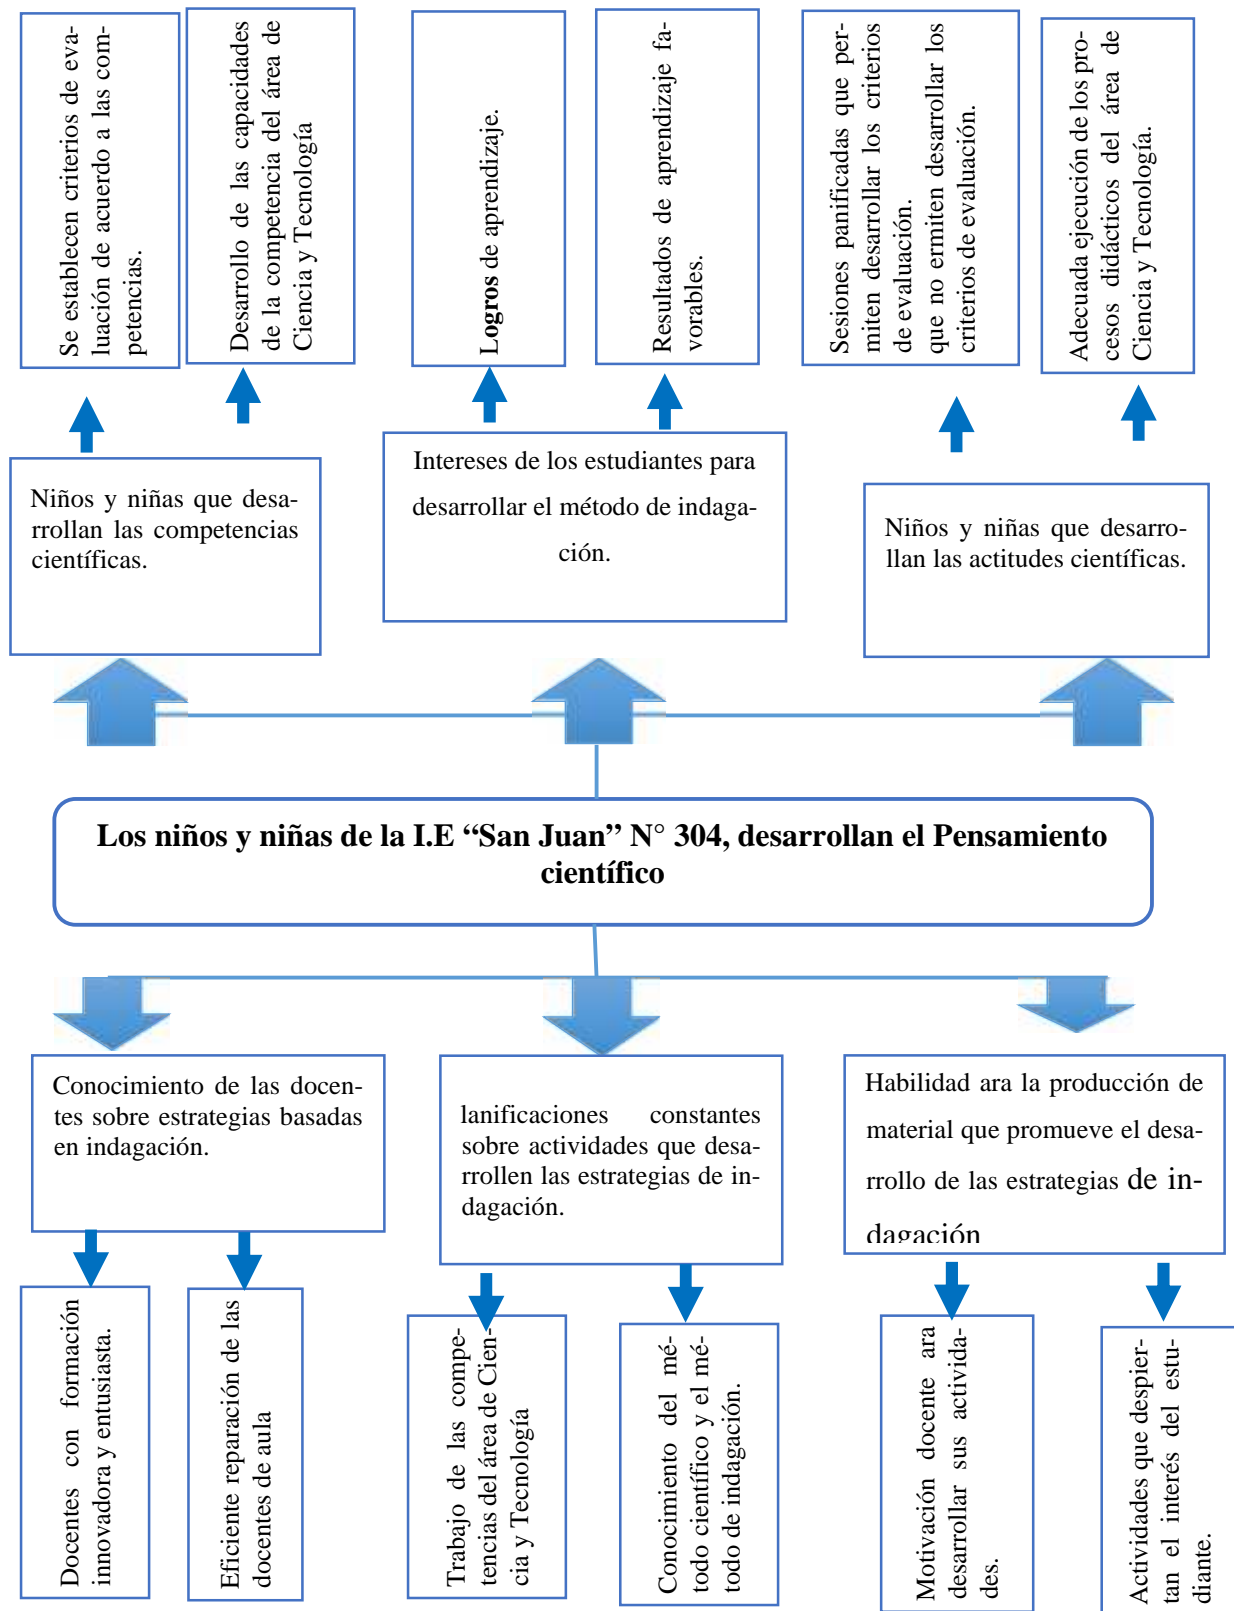 Se establecen criterios de eva-
luación de acuerdo a las com-
petencias.
Desarrollo de las capacidades
de la competencia del área de
Ciencia y Tecnología
Logros de aprendizaje.
Resultados de aprendizaje fa-
vorables.
Sesiones panificadas que per-
miten desarrollar los criterios
de evaluación.
que no ermiten desarrollar los
criterios de evaluación.
Adecuada ejecución de los pro-
cesos didácticos del área de
Ciencia y Tecnología.
Niños y niñas que desa-
rrollan las competencias
científicas.
Intereses de los estudiantes para
desarrollar el método de indaga-
ción.
Niños y niñas que desarro-
llan las actitudes científicas.
Los niños y niñas de la I.E “San Juan” N° 304, desarrollan el Pensamiento
científico
Conocimiento de las docen-
tes sobre estrategias basadas
en indagación.
lanificaciones constantes
sobre actividades que desa-
rrollen las estrategias de in-
dagación.
Habilidad ara la producción de
material que promueve el desa-
rrollo de las estrategias de in-
dagación
Docentes con formación
innovadora y entusiasta.
Eficiente reparación de las
docentes de aula
Trabajo de las compe-
tencias del área de Cien-
cia y Tecnología
Conocimiento del mé-
todo científico y el mé-
todo de indagación.
Motivación docente ara
desarrollar sus activida-
des.
Actividades que despier-
tan el interés del estu-
diante.